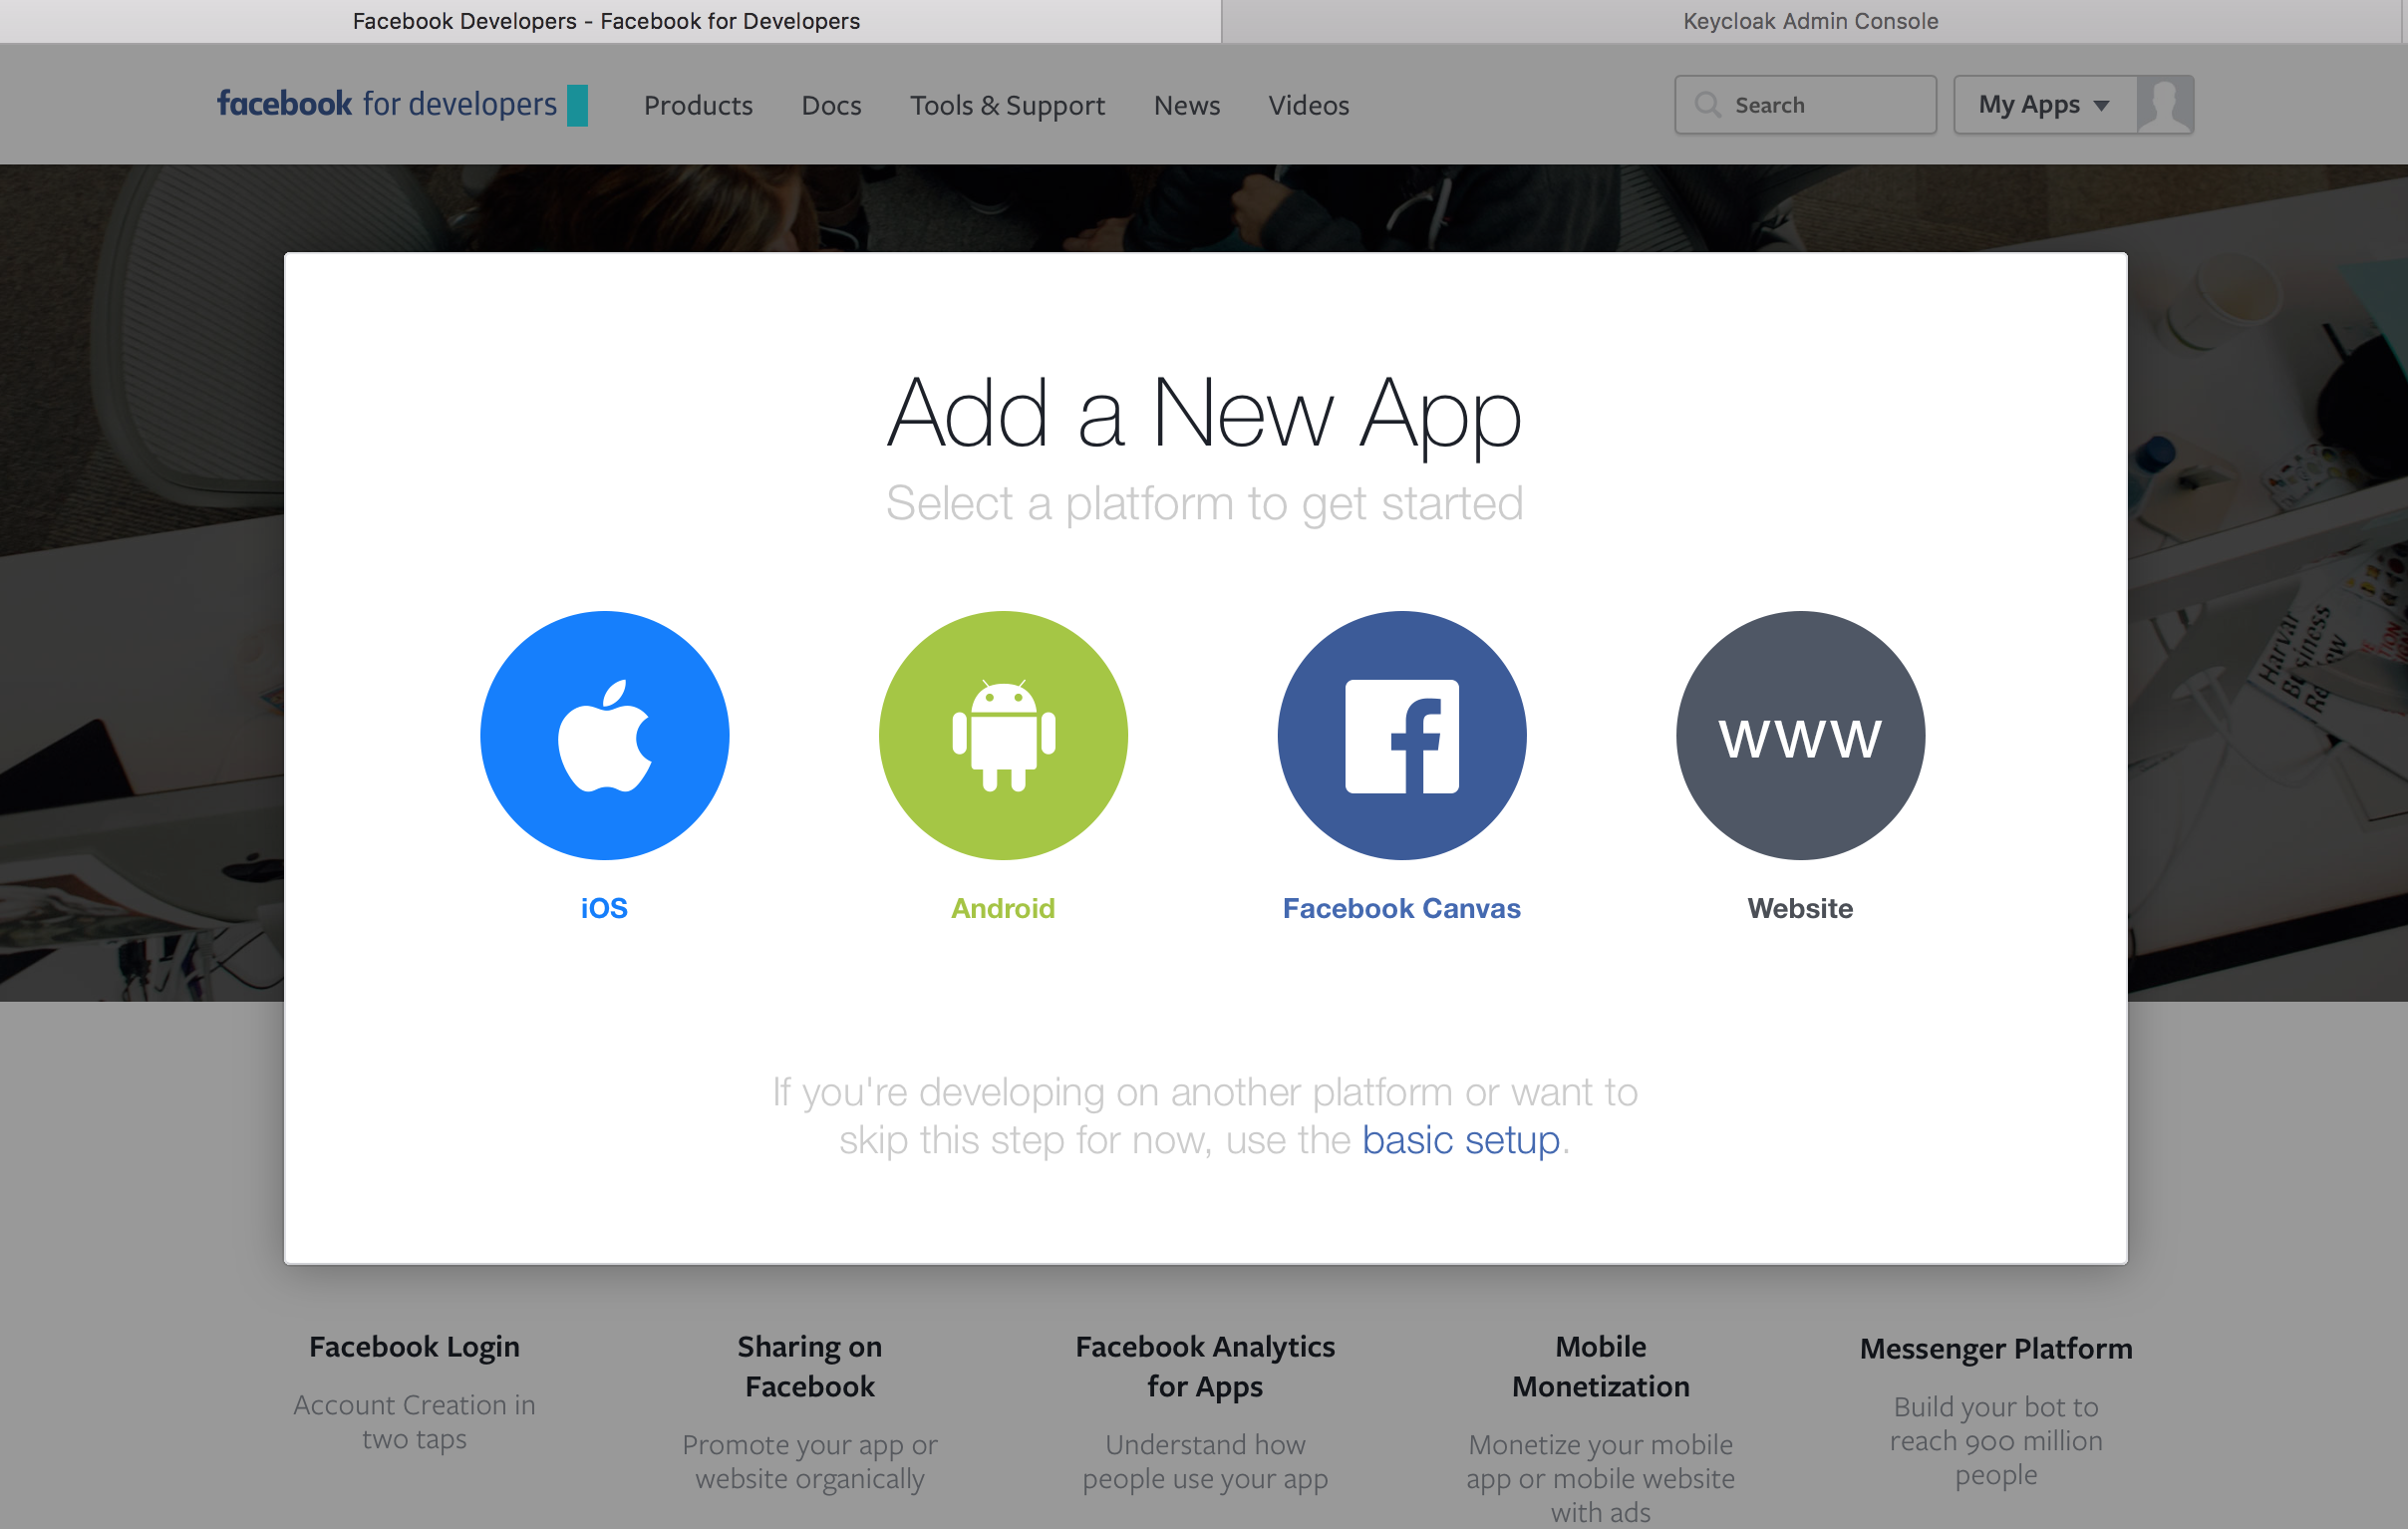 Facebook Developers - Facebook for Developers
Keycloak Admin Console
facebook for developers
Products
Docs
Tools & Support
News
Videos
Search
My Apps
Add a New App
Select a platform to get started
www
iOS
Android
Facebook Canvas
Website
Harvar
Business
If you're developing on another platform or want to
skip this step for now, use the basic setup.
Facebook Login
Account Creation in
two taps
Sharing on
Facebook
Promote your app or
website organically
Facebook Analytics
for Apps
Understand how
people use your app
Mobile
Monetization
Monetize your mobile
app or mobile website
with ads
Messenger Platform
Build your bot to
reach 900 million
people